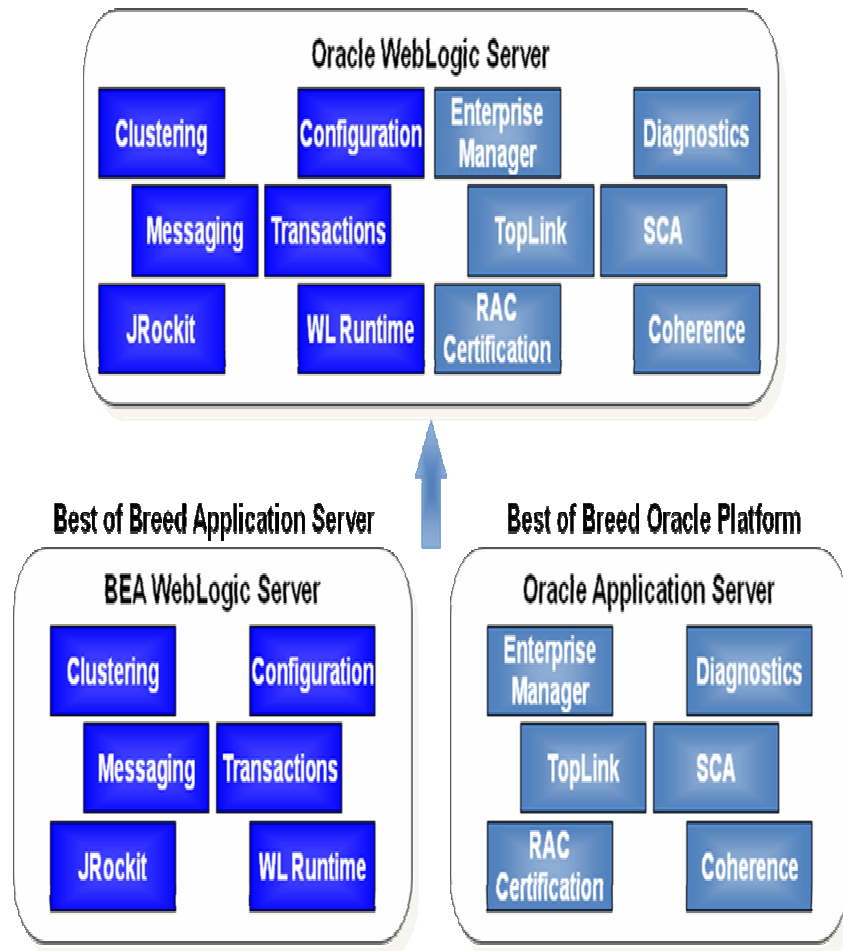 Oracle WebLogic Server
Clustering
Configuration
Enterprise
Manager
Diagnostics
Messaging
Transactions
TopLink
SCA
JRockit
WL Runtime
RAC
Certification
Coherence
Best of Breed Application Server
BEA WebLogic Server
Clustering
Configuration
Messaging
Transactions
JRockit
WL Runtime
Best of Breed Oracle Platform
Oracle Application Server
Enterprise
Manager
Diagnostics
TopLink
SCA
RAC
Certification
Coherence